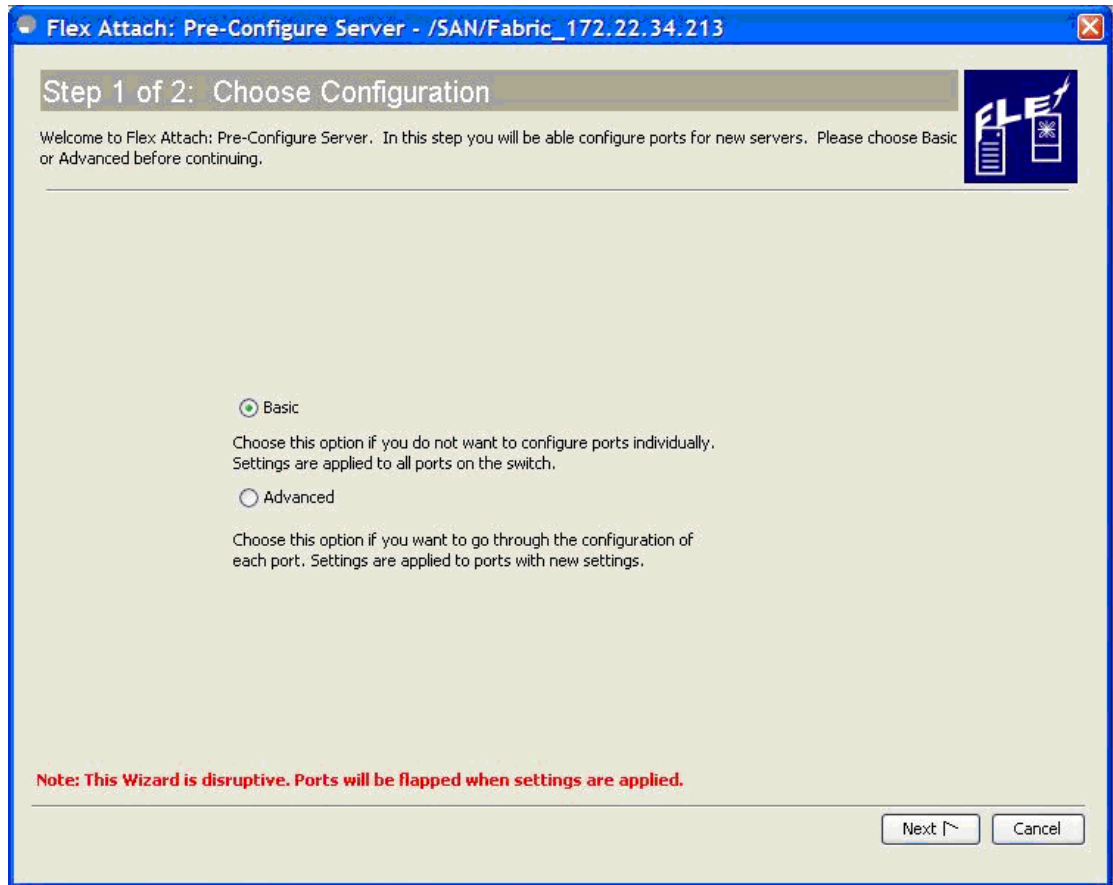 Flex Attach: Pre-Configure Server - /SAN/Fabric_172.22.34.213
Step 1 of 2: Choose Configuration
FLEX
Welcome to Flex Attach: Pre-Configure Server. In this step you will be able configure ports for new servers. Please choose Basic
or Advanced before continuing.
Basic
Choose this option if you do not want to configure ports individually.
Settings are applied to all ports on the switch.
Advanced
Choose this option if you want to go through the configuration of
each port. Settings are applied to ports with new settings.
Note: This Wizard is disruptive. Ports will be flapped when settings are applied.
Next
Cancel